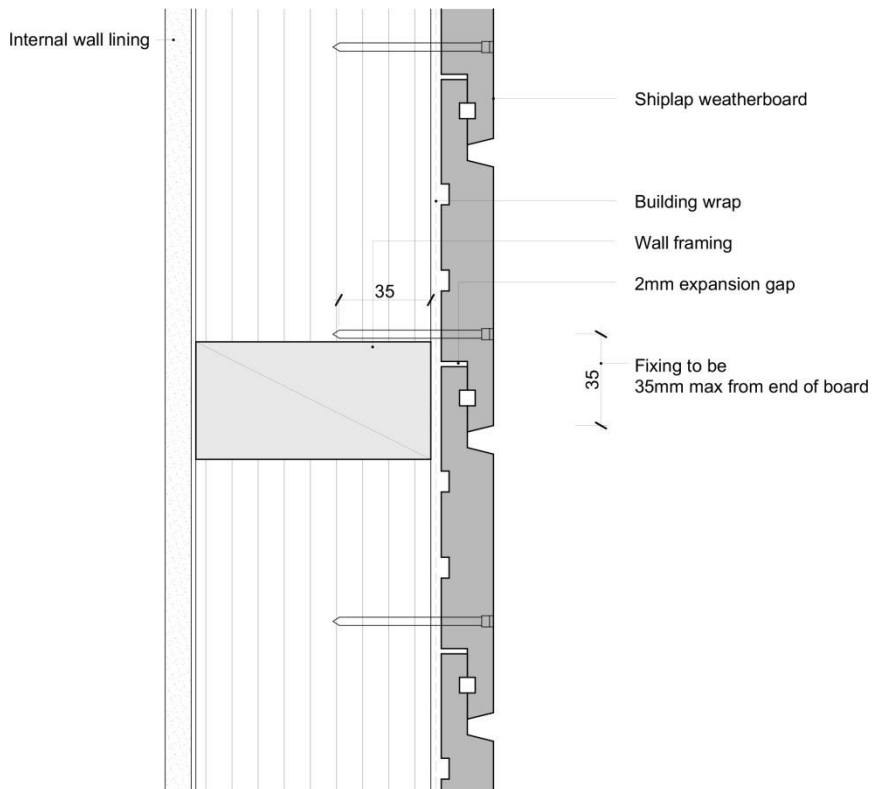 Internal wall lining
Shiplap weatherboard
Building wrap
Wall framing
2mm expansion gap
35
Fixing to be
35mm max from end of board
35